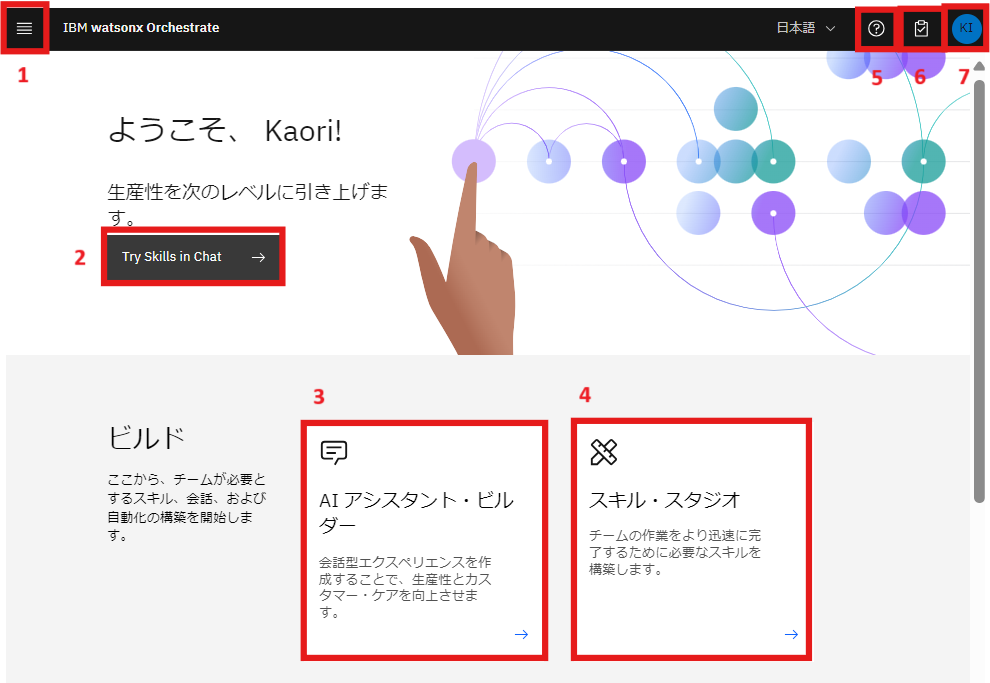 IBM watsonx Orchestrate
日本語
KI
1
5
6
7
ようこそ、 Kaori!
生産性を次のレベルに引き上げま
す。
2
Try Skills in Chat
3
4
ビルド
ここから、チームが必要と
するスキル、会話、および
自動化の構築を開始しま
す。
AI アシスタント・ビル
ダー
会話型エクスペリエンスを作
成することで、生産性とカス
タマー・ケアを向上させま
す。
スキル・スタジオ
チームの作業をより迅速に完
了するために必要なスキルを
構築します。